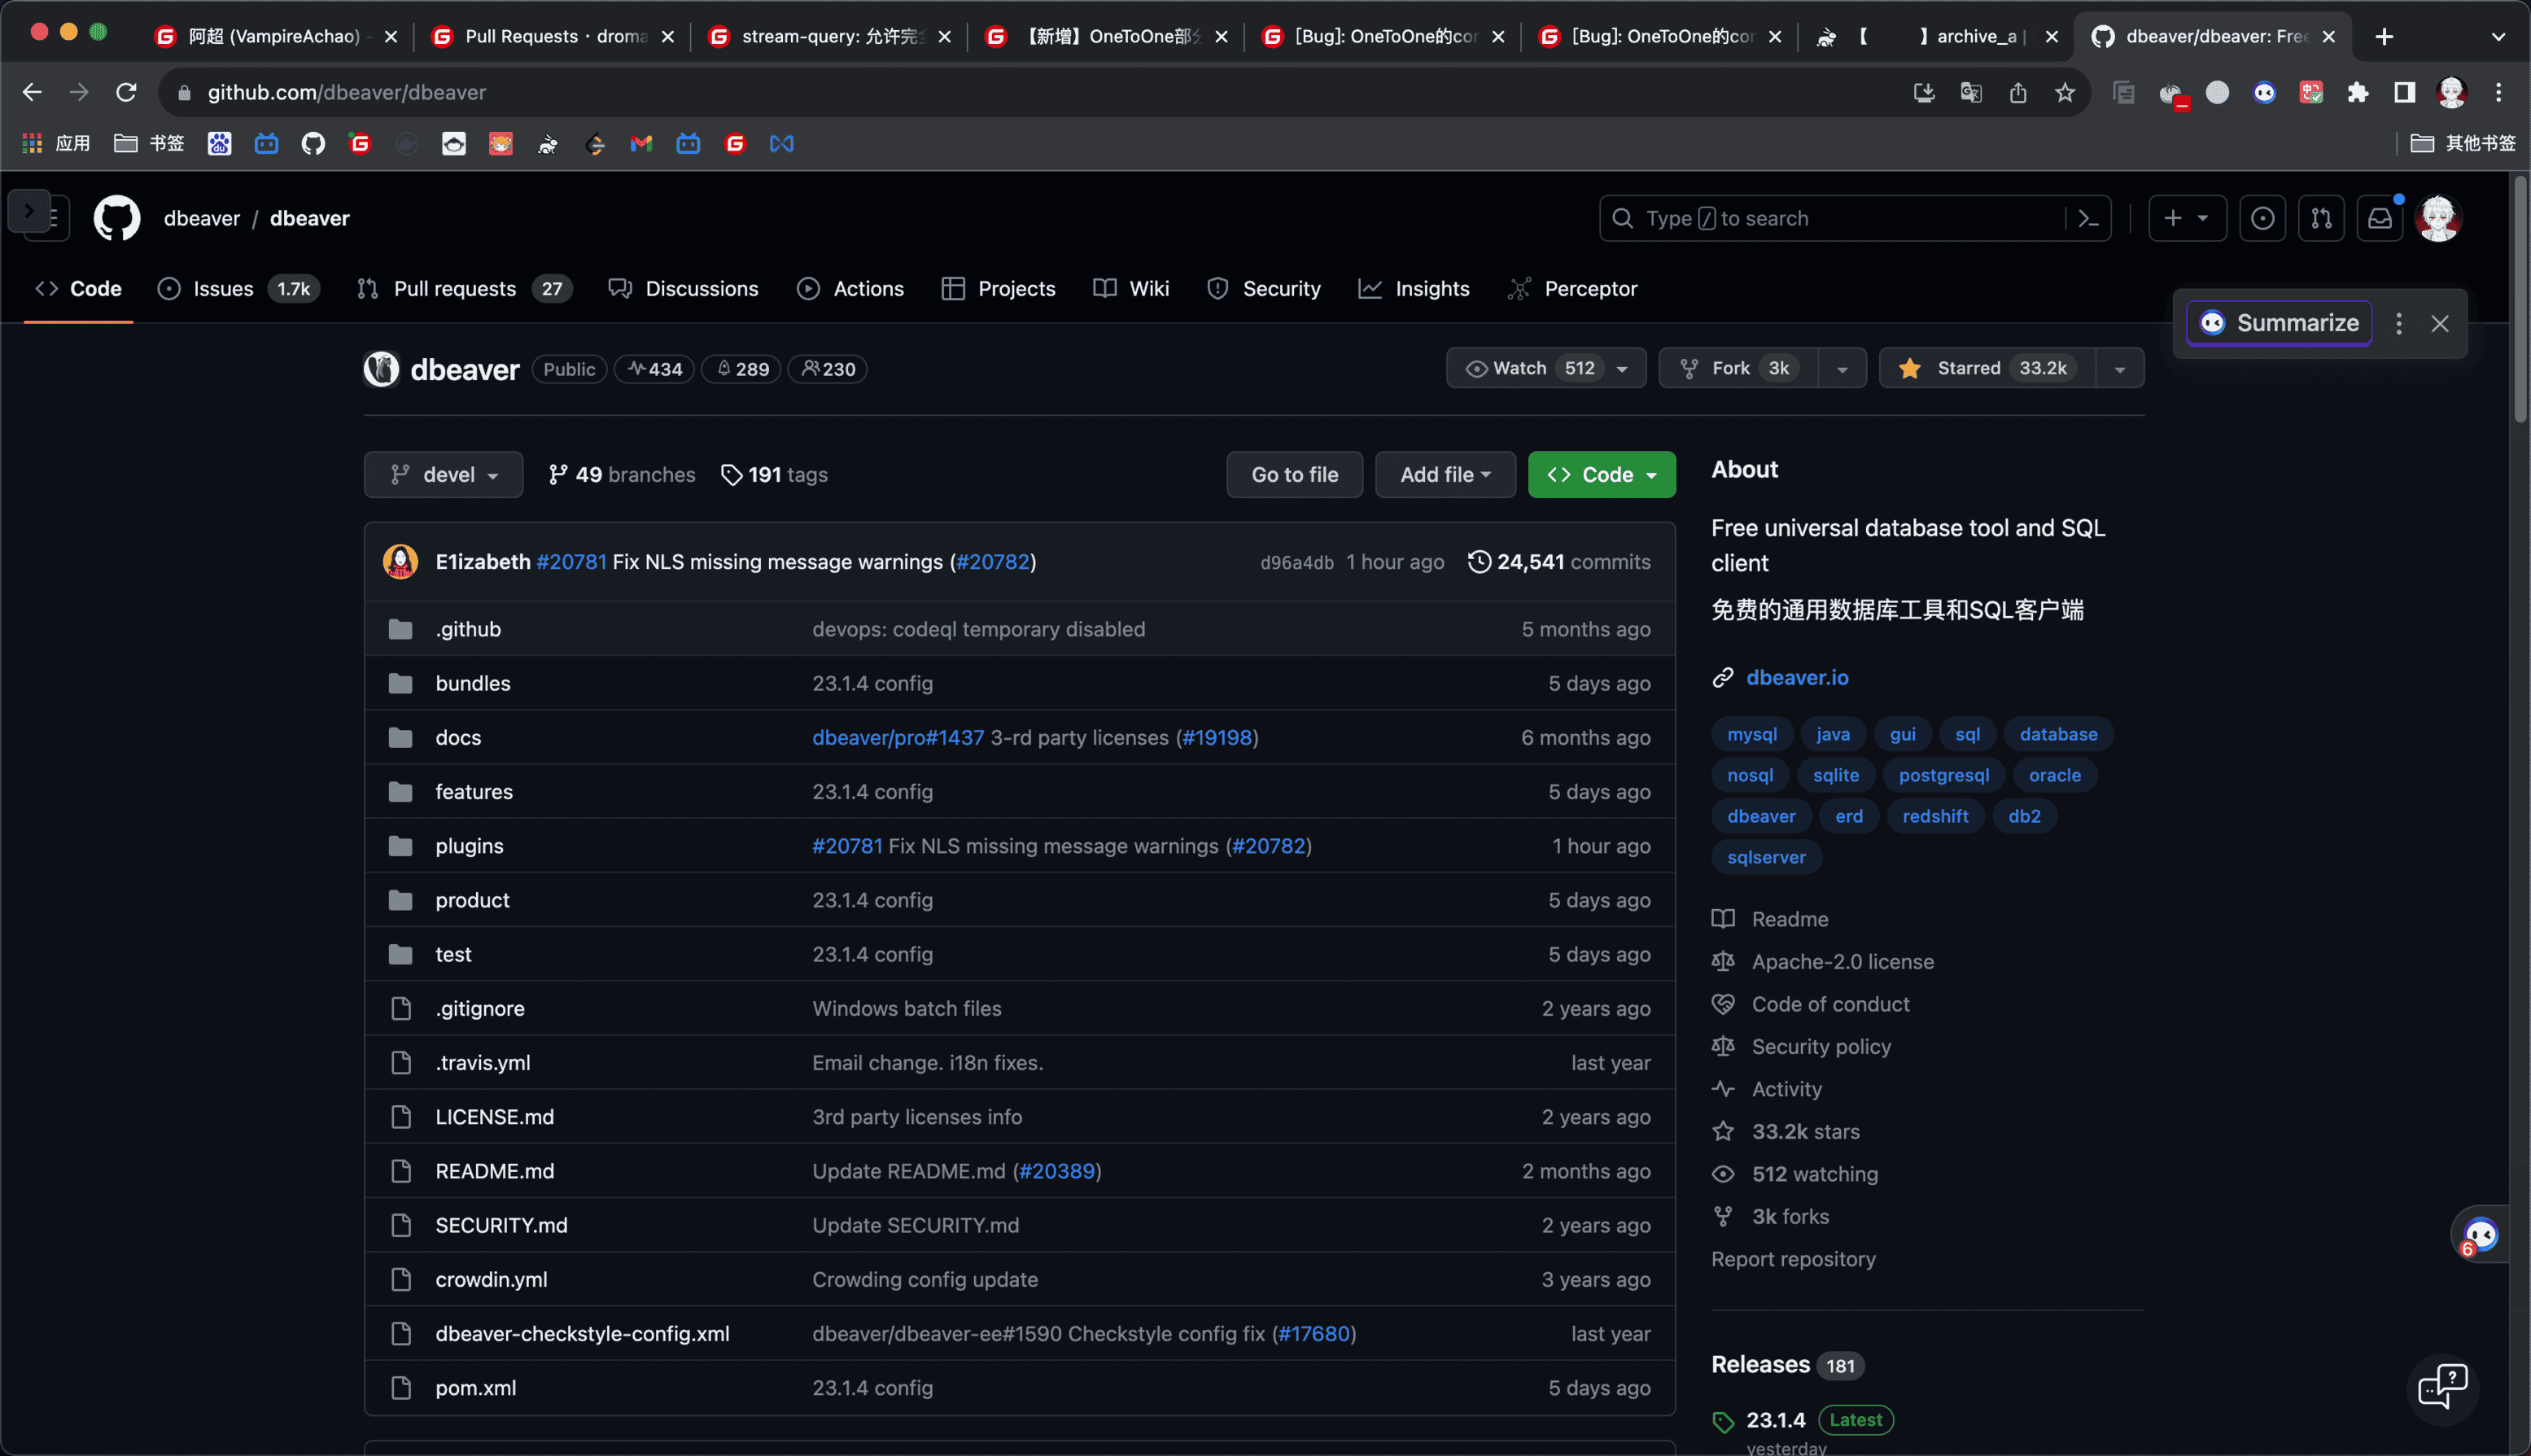 阿超 (VampireAchao) -
Pull Requests · droma
stream-query: 允许完
【新增】OneToOne部分
[Bug]: OneToOne的cor
[Bug]: OneToOne的cor
【 】archive_a |
dbeaver/dbeaver: Free
github.com/dbeaver/dbeaver
应用
书签
其他书签
dbeaver / dbeaver
Type / to search
Code
Issues 1.7k
Pull requests 27
Discussions
Actions
Projects
Wiki
Security
Insights
Perceptor
Summarize
dbeaver Public 434 289 230
Watch 512
Fork 3k
Starred 33.2k
devel
49 branches
191 tags
Go to file
Add file
Code
E1izabeth #20781 Fix NLS missing message warnings (#20782)
d96a4db 1 hour ago 24,541 commits
.github devops: codeql temporary disabled 5 months ago
bundles 23.1.4 config 5 days ago
docs dbeaver/pro#1437 3-rd party licenses (#19198) 6 months ago
features 23.1.4 config 5 days ago
plugins #20781 Fix NLS missing message warnings (#20782) 1 hour ago
product 23.1.4 config 5 days ago
test 23.1.4 config 5 days ago
.gitignore Windows batch files 2 years ago
.travis.yml Email change. i18n fixes. last year
LICENSE.md 3rd party licenses info 2 years ago
README.md Update README.md (#20389) 2 months ago
SECURITY.md Update SECURITY.md 2 years ago
crowdin.yml Crowding config update 3 years ago
dbeaver-checkstyle-config.xml dbeaver/dbeaver-ee#1590 Checkstyle config fix (#17680) last year
pom.xml 23.1.4 config 5 days ago
About
Free universal database tool and SQL
client
免费的通用数据库工具和SQL客户端
dbeaver.io
mysql java gui sql database
nosql sqlite postgresql oracle
dbeaver erd redshift db2
sqlserver
Readme
Apache-2.0 license
Code of conduct
Security policy
Activity
33.2k stars
512 watching
3k forks
Report repository
6
Releases 181
23.1.4 Latest
yesterday